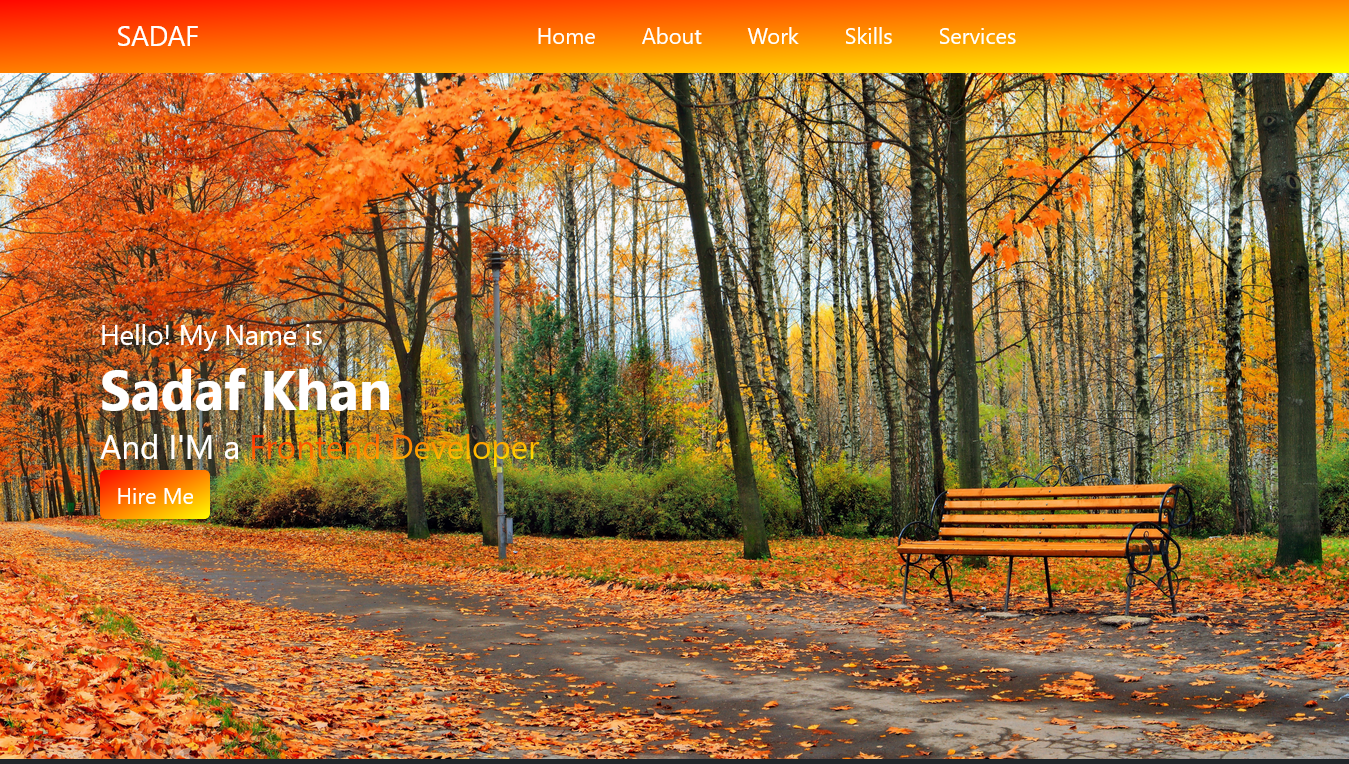 SADAF
Home About Work Skills Services
Hello! My Name is
Sadaf Khan
And I'M a Frontend Developer
Hire Me